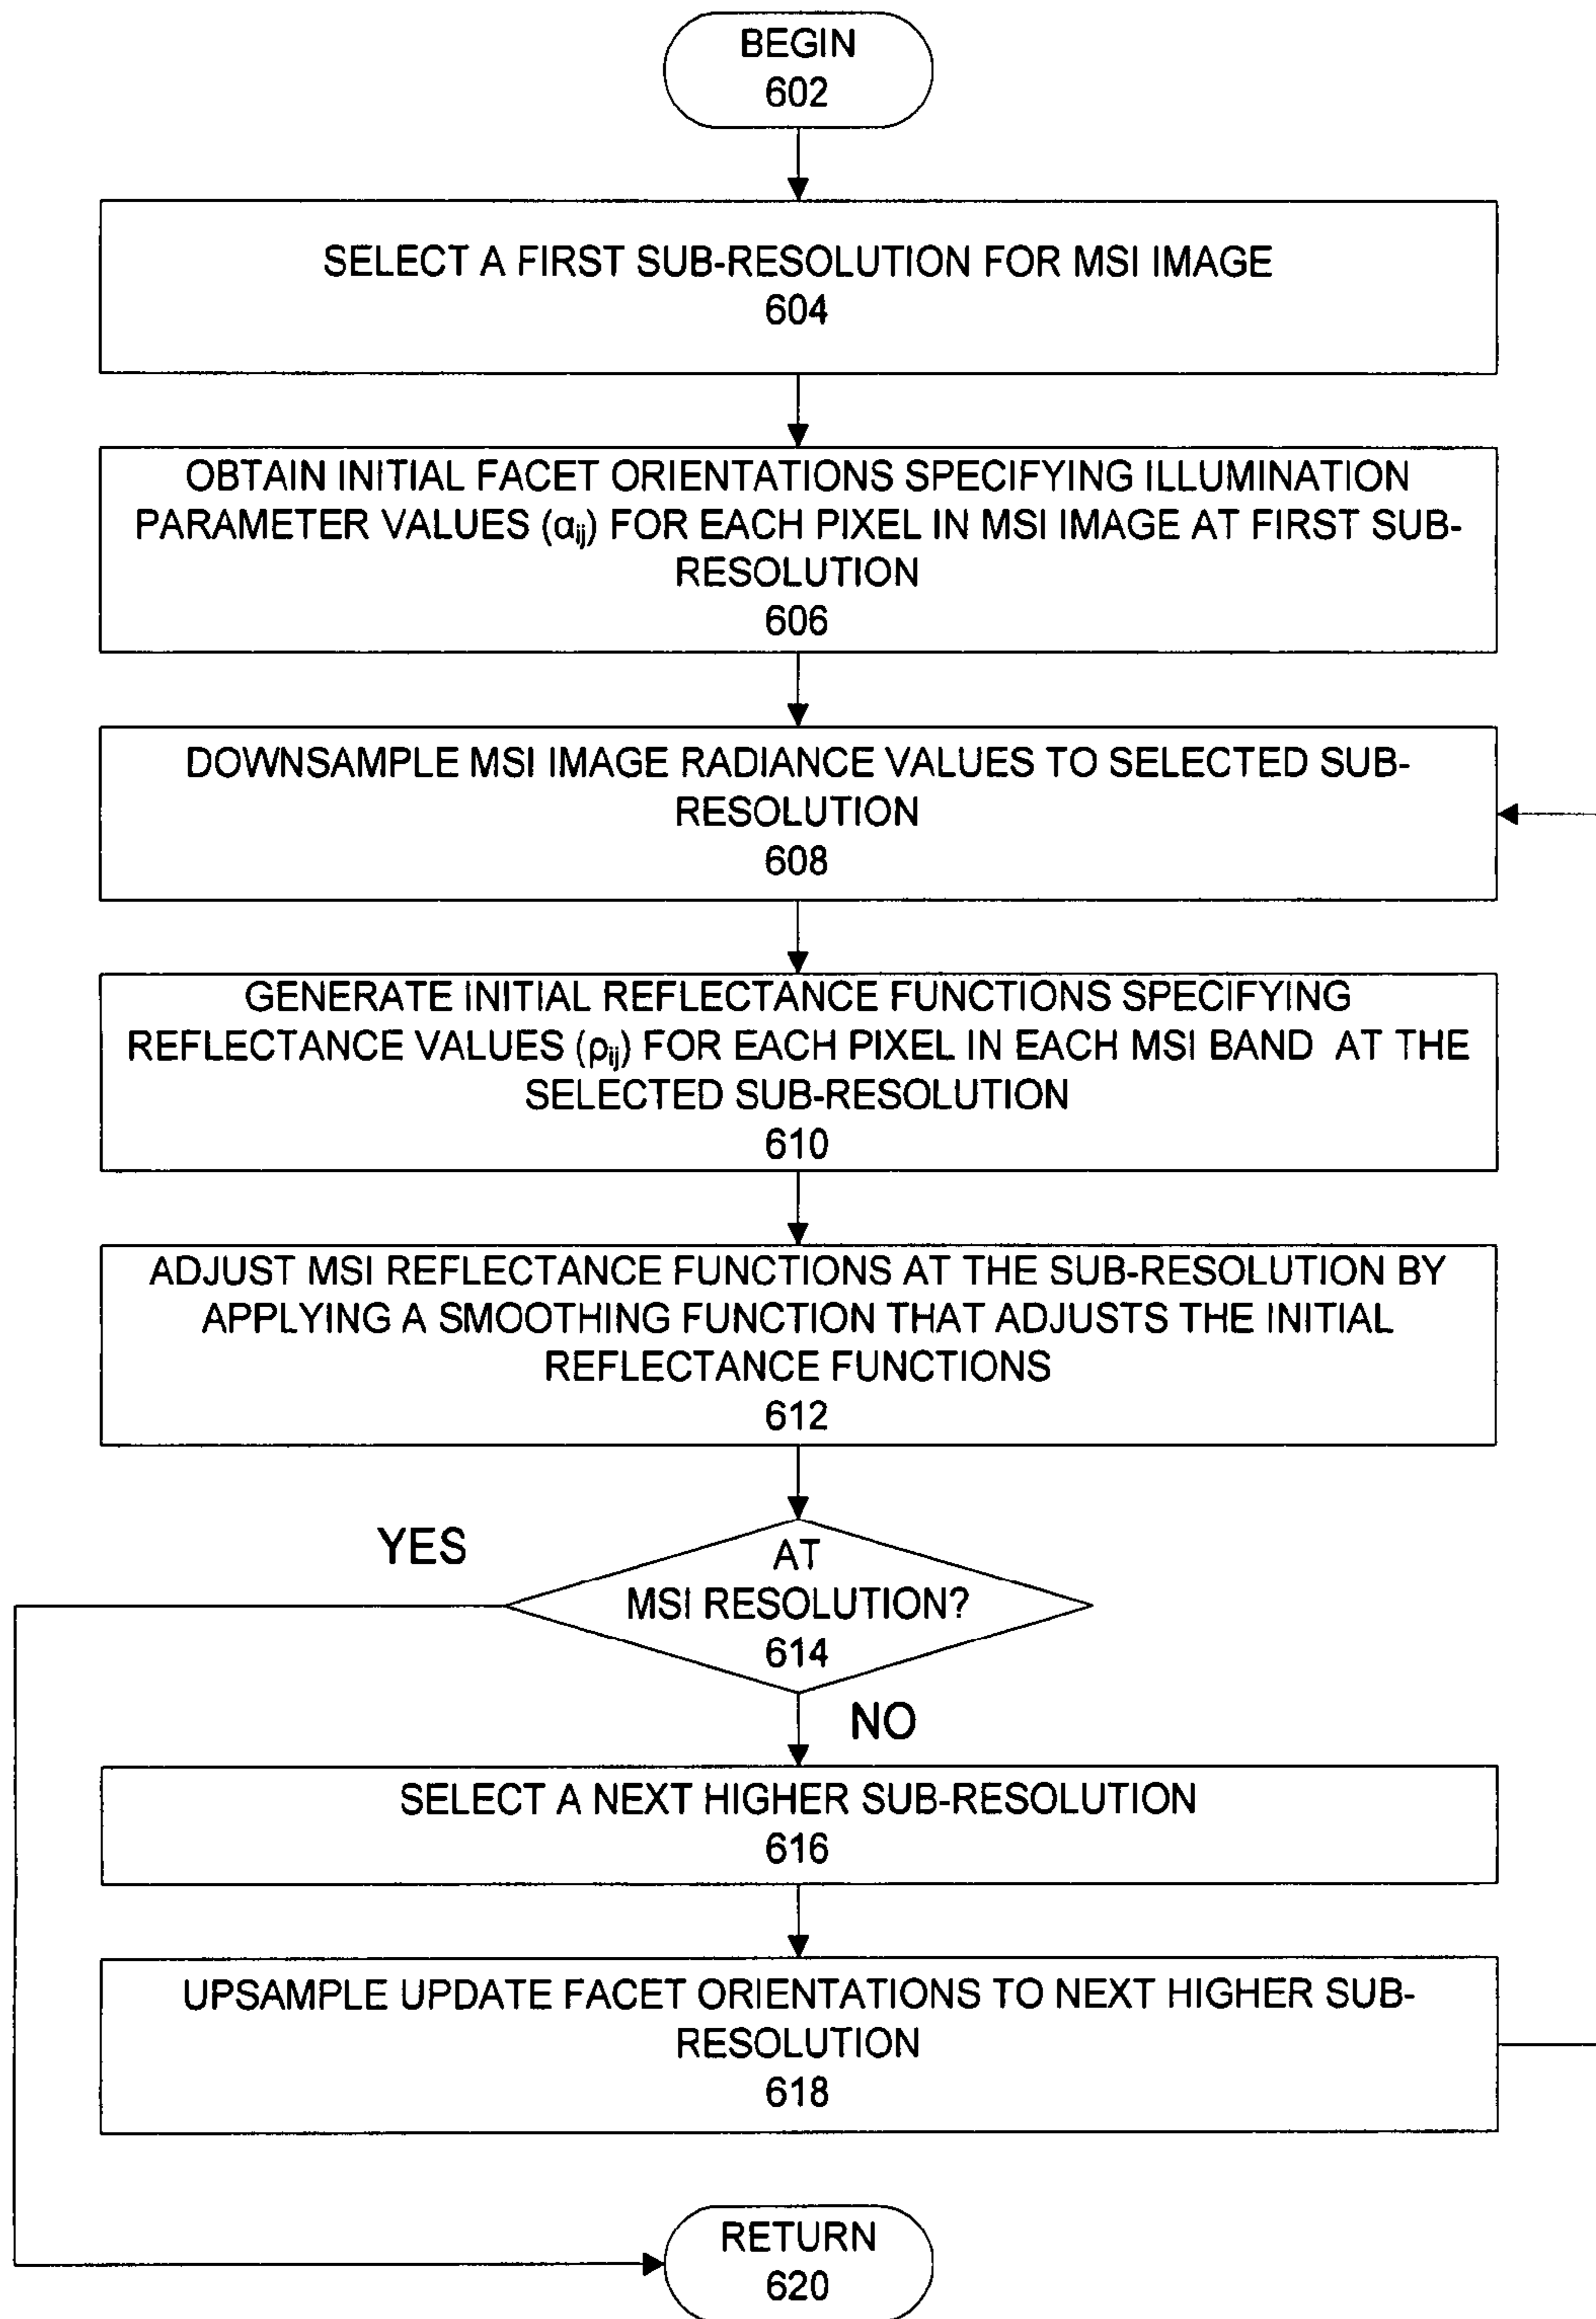 BEGIN
602
SELECT A FIRST SUB-RESOLUTION FOR MSI IMAGE
604
OBTAIN INITIAL FACET ORIENTATIONS SPECIFYING ILLUMINATION
PARAMETER VALUES (αij) FOR EACH PIXEL IN MSI IMAGE AT FIRST SUB-
RESOLUTION
606
DOWNSAMPLE MSI IMAGE RADIANCE VALUES TO SELECTED SUB-
RESOLUTION
608
GENERATE INITIAL REFLECTANCE FUNCTIONS SPECIFYING
REFLECTANCE VALUES (ρij) FOR EACH PIXEL IN EACH MSI BAND AT THE
SELECTED SUB-RESOLUTION
610
ADJUST MSI REFLECTANCE FUNCTIONS AT THE SUB-RESOLUTION BY
APPLYING A SMOOTHING FUNCTION THAT ADJUSTS THE INITIAL
REFLECTANCE FUNCTIONS
612
YES
AT
MSI RESOLUTION?
614
NO
SELECT A NEXT HIGHER SUB-RESOLUTION
616
UPSAMPLE UPDATE FACET ORIENTATIONS TO NEXT HIGHER SUB-
RESOLUTION
618
RETURN
620